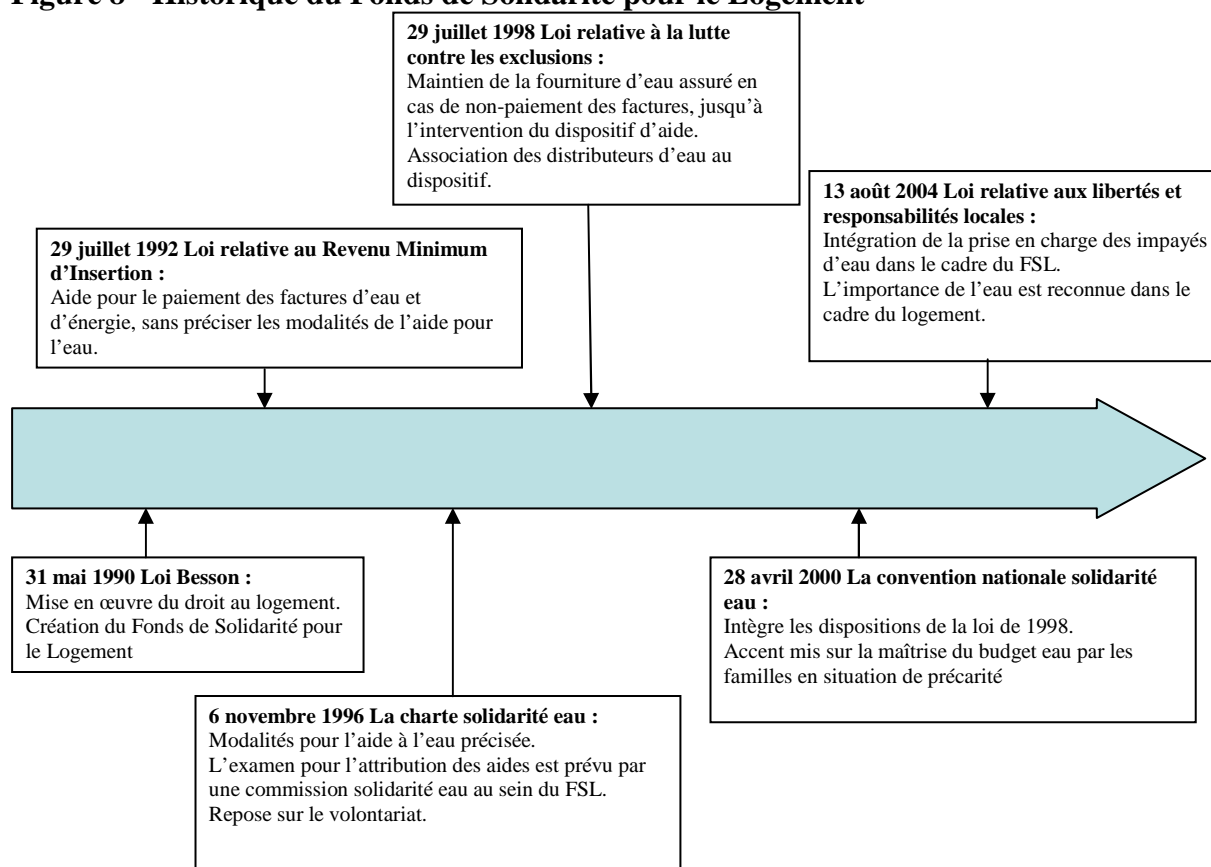 Figure 8 - Historique du Fonds de Solidarité pour le Logement
29 juillet 1998 Loi relative à la lutte
contre les exclusions :
Maintien de la fourniture d’eau assuré en
cas de non-paiement des factures, jusqu’à
l’intervention du dispositif d’aide.
Association des distributeurs d’eau au
dispositif.
13 août 2004 Loi relative aux libertés et
responsabilités locales :
Intégration de la prise en charge des impayés
d’eau dans le cadre du FSL.
L’importance de l’eau est reconnue dans le
cadre du logement.
29 juillet 1992 Loi relative au Revenu Minimum
d’Insertion :
Aide pour le paiement des factures d’eau et
d’énergie, sans préciser les modalités de l’aide pour
l’eau.
31 mai 1990 Loi Besson :
Mise en œuvre du droit au logement.
Création du Fonds de Solidarité pour
le Logement
28 avril 2000 La convention nationale solidarité
eau :
Intègre les dispositions de la loi de 1998.
Accent mis sur la maîtrise du budget eau par les
familles en situation de précarité
6 novembre 1996 La charte solidarité eau :
Modalités pour l’aide à l’eau précisée.
L’examen pour l’attribution des aides est prévu par
une commission solidarité eau au sein du FSL.
Repose sur le volontariat.